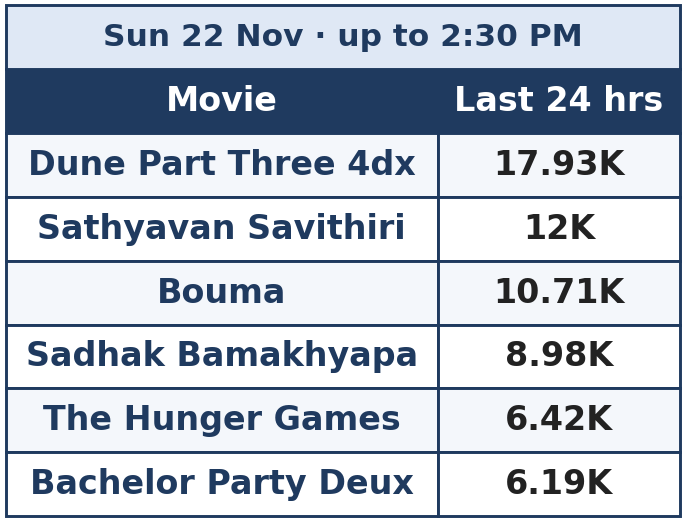 Sun 22 Nov · up to 2:30 PM
Movie Last 24 hrs
Dune Part Three 4dx 17.93K
Sathyavan Savithiri 12K
Bouma 10.71K
Sadhak Bamakhyapa 8.98K
The Hunger Games 6.42K
Bachelor Party Deux 6.19K